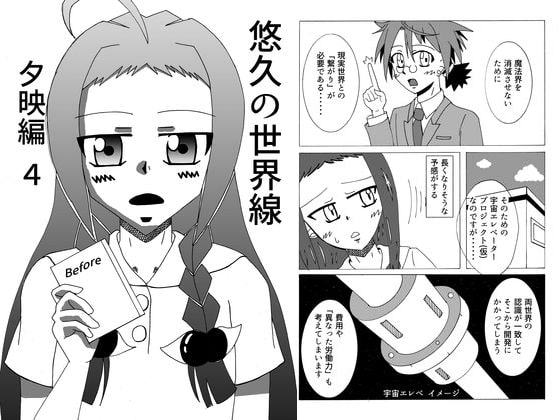 悠久の世界線
夕映編 4
Before
魔法界を
消滅させない
ために
現実世界との
「繋がり」が
必要である・・・・・
長くなりそうな
予感がする
そのための
宇宙エレベーター
プロジェクト(仮)
なのですが・・・・・
両世界の
認識が一致して
そこから開発に
かかってしまう
費用や
「異なった労働力」も
考えてしまいます
宇宙エレベ イメージ